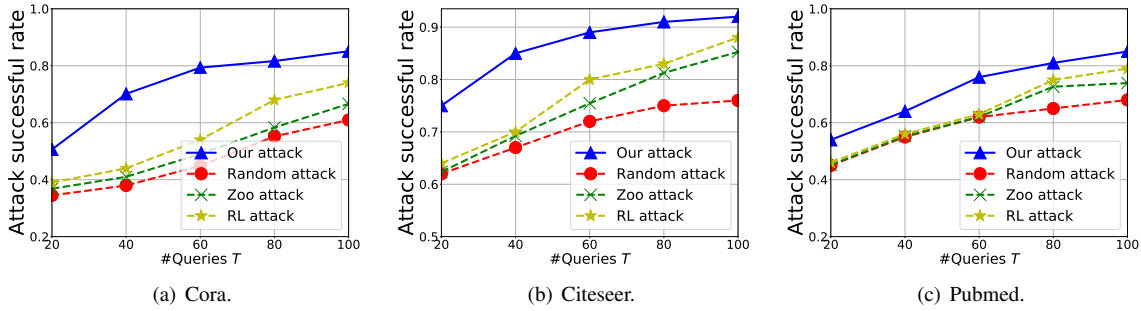 Attack successful rate
1.0
0.8
0.6
0.4
0.2
20 40 60 80 100
#Queries T
Our attack
Random attack
Zoo attack
RL attack
(a) Cora.
Attack successful rate
0.9
0.8
0.7
0.6
0.5
20 40 60 80 100
#Queries T
Our attack
Random attack
Zoo attack
RL attack
(b) Citeseer.
Attack successful rate
1.0
0.8
0.6
0.4
0.2
20 40 60 80 100
#Queries T
Our attack
Random attack
Zoo attack
RL attack
(c) Pubmed.